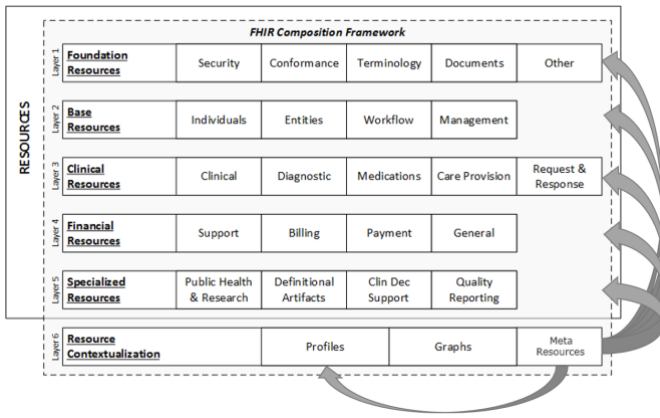 FHIR Composition Framework
RESOURCES
Layer 1
Foundation
Resources
Security
Conformance
Terminology
Documents
Other
Layer 2
Base
Resources
Individuals
Entities
Workflow
Management
Layer 3
Clinical
Resources
Clinical
Diagnostic
Medications
Care Provision
Request &
Response
Layer 4
Financial
Resources
Support
Billing
Payment
General
Layer 5
Specialized
Resources
Public Health
& Research
Definitional
Artifacts
Clin Dec
Support
Quality
Reporting
Layer 6
Resource
Contextualization
Profiles
Graphs
Meta
Resources